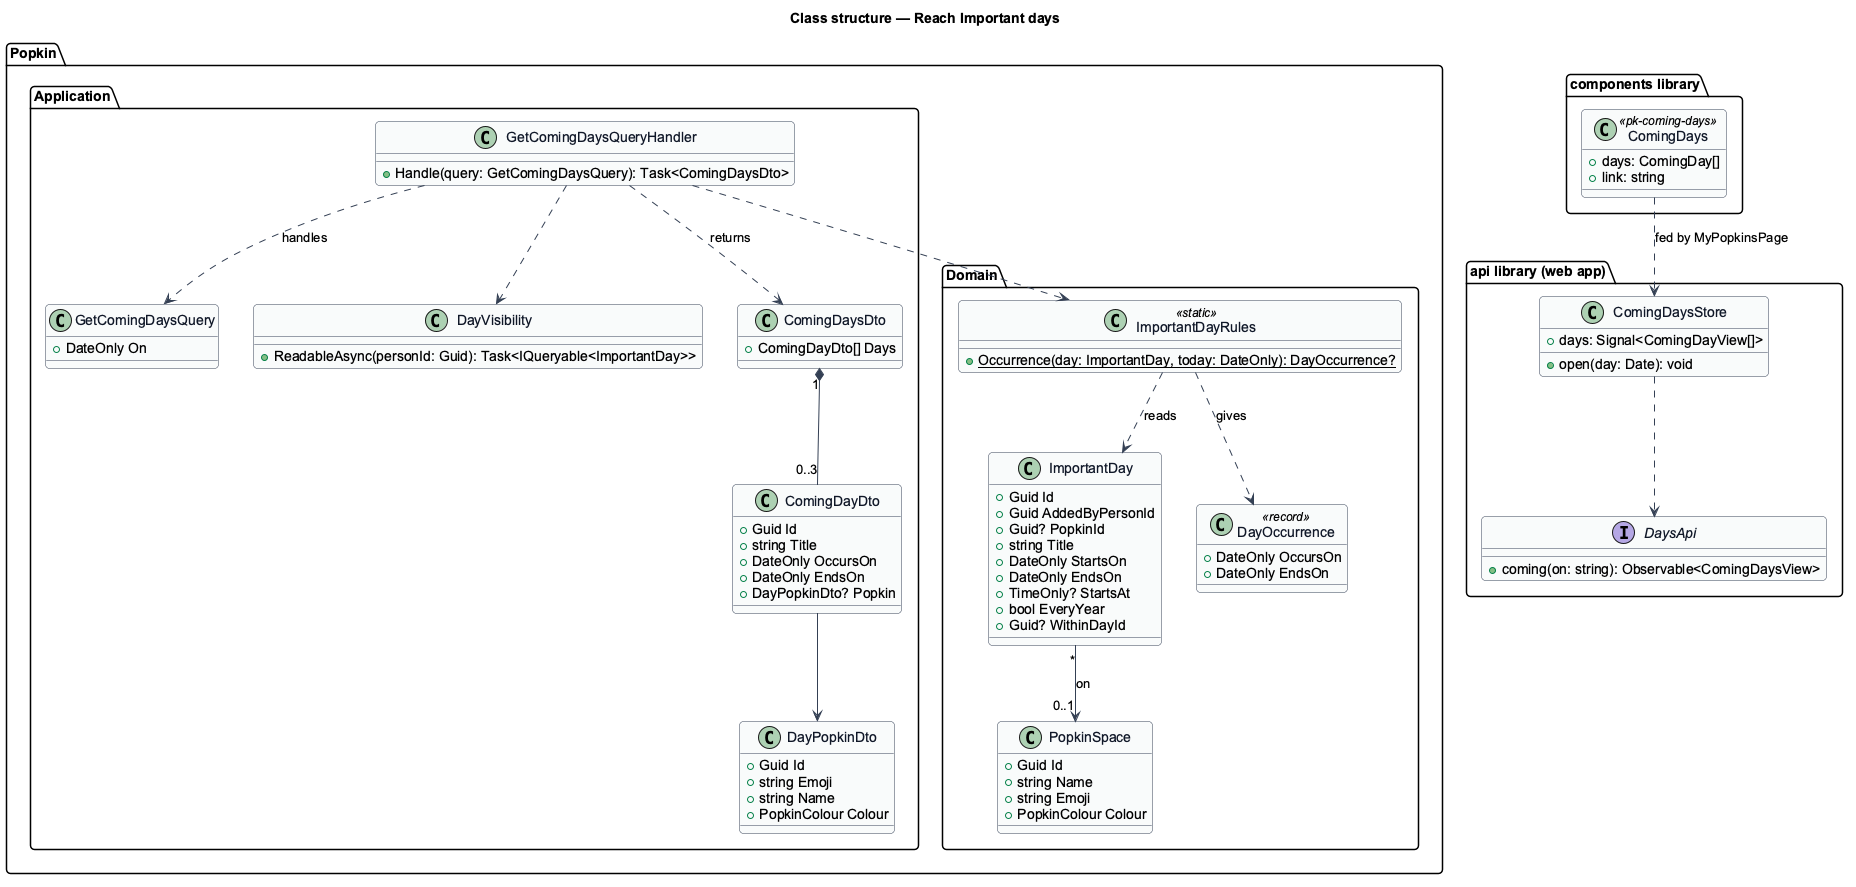 Class structure — Reach Important days
Popkin
Application
C GetComingDaysQueryHandler
Handle(query: GetComingDaysQuery): Task<ComingDaysDto>
handles
returns
C GetComingDaysQuery
DateOnly On
C DayVisibility
ReadableAsync(personId: Guid): Task<IQueryable<ImportantDay>>
C ComingDaysDto
ComingDayDto[] Days
1
0..3
C ComingDayDto
Guid Id
string Title
DateOnly OccursOn
DateOnly EndsOn
DayPopkinDto? Popkin
C DayPopkinDto
Guid Id
string Emoji
string Name
PopkinColour Colour
Domain
«static»
C ImportantDayRules
Occurrence(day: ImportantDay, today: DateOnly): DayOccurrence?
reads
gives
C ImportantDay
Guid Id
Guid AddedByPersonId
Guid? PopkinId
string Title
DateOnly StartsOn
DateOnly EndsOn
TimeOnly? StartsAt
bool EveryYear
Guid? WithinDayId
«record»
C DayOccurrence
DateOnly OccursOn
DateOnly EndsOn
*
on
0..1
C PopkinSpace
Guid Id
string Name
string Emoji
PopkinColour Colour
components library
«pk-coming-days»
C ComingDays
days: ComingDay[]
link: string
fed by MyPopkinsPage
api library (web app)
C ComingDaysStore
days: Signal<ComingDayView[]>
open(day: Date): void
I DaysApi
coming(on: string): Observable<ComingDaysView>